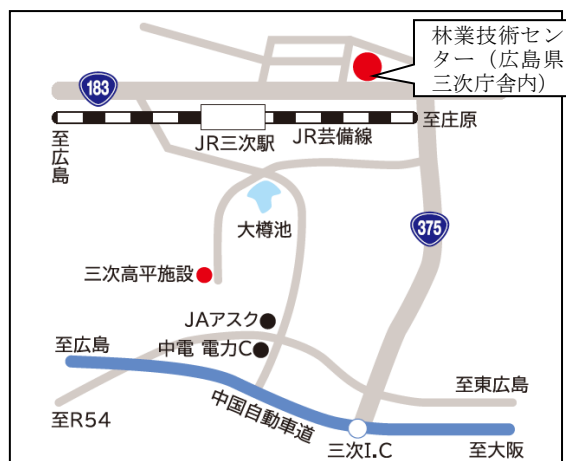 林業技術セン
ター（広島県
三次庁舎内）
183
至広島
JR三次駅
JR芸備線
至庄原
大樽池
375
三次高平施設
JAアスク
中電 電力C
至広島
至東広島
至R54
中国自動車道
三次I.C
至大阪